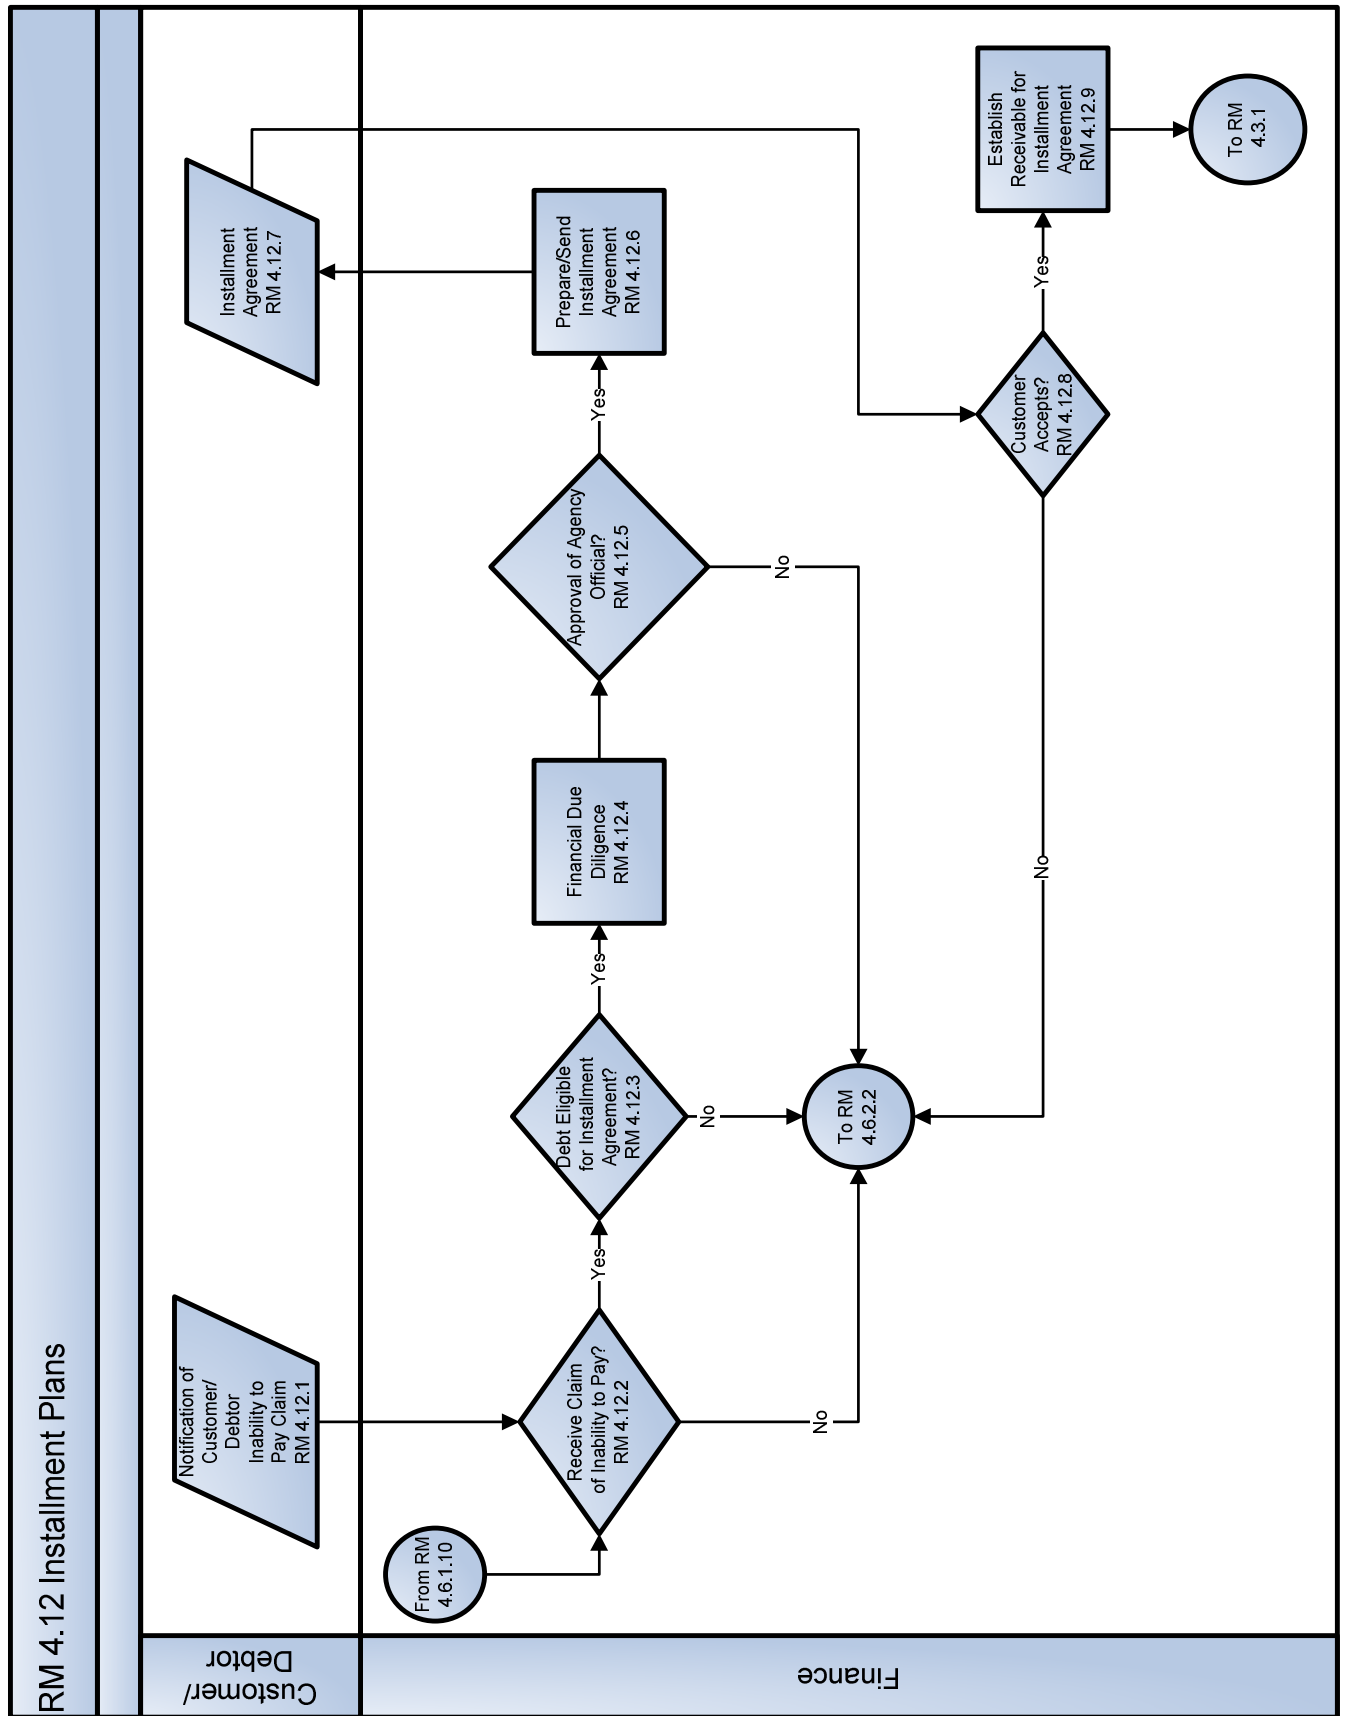 RM 4.12 Installment Plans
Customer/
Debtor
Notification of
Customer/
Debtor
Inability to
Pay Claim
RM 4.12.1
Installment
Agreement
RM 4.12.7
Finance
From RM
4.6.1.10
Receive Claim
of Inability to Pay?
RM 4.12.2
Yes
No
Debt Eligible
for Installment
Agreement?
RM 4.12.3
Yes
No
Financial Due
Diligence
RM 4.12.4
Approval of Agency
Official?
RM 4.12.5
Yes
No
Prepare/Send
Installment
Agreement
RM 4.12.6
To RM
4.6.2.2
Customer
Accepts?
RM 4.12.8
No
Yes
Establish
Receivable for
Installment
Agreement
RM 4.12.9
To RM
4.3.1